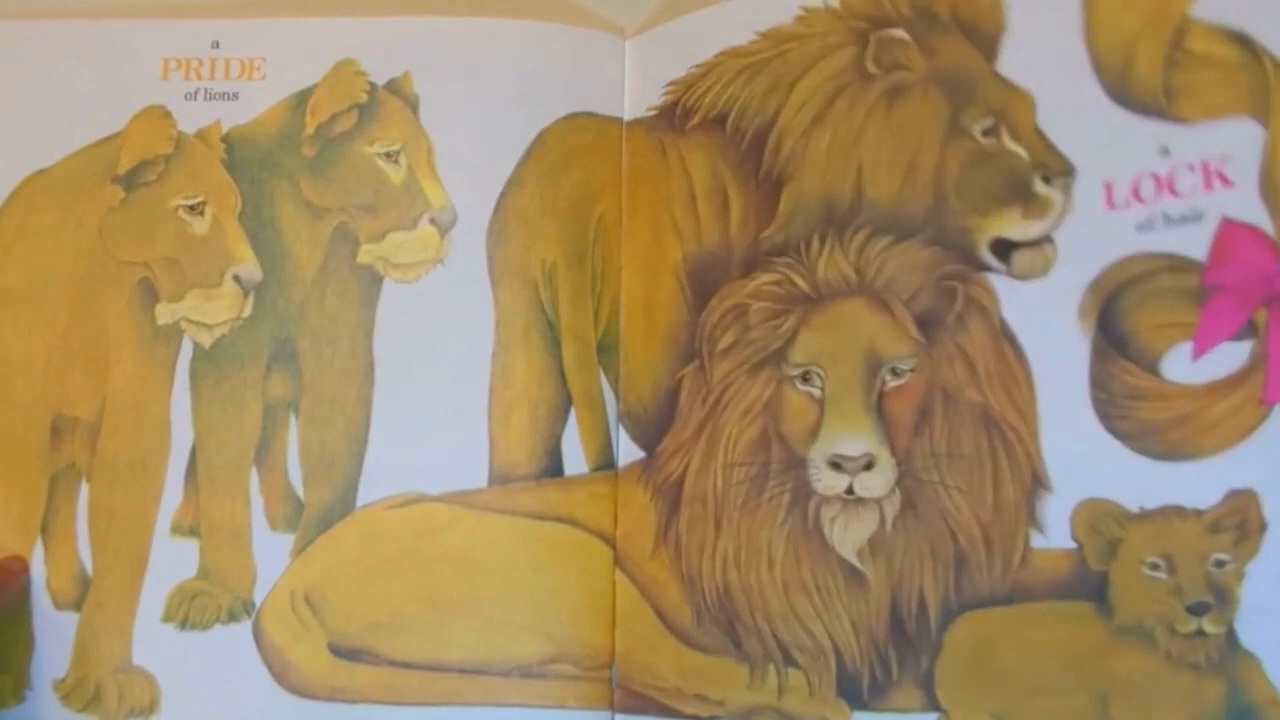 a
PRIDE
of lions
a
LOCK
of hair